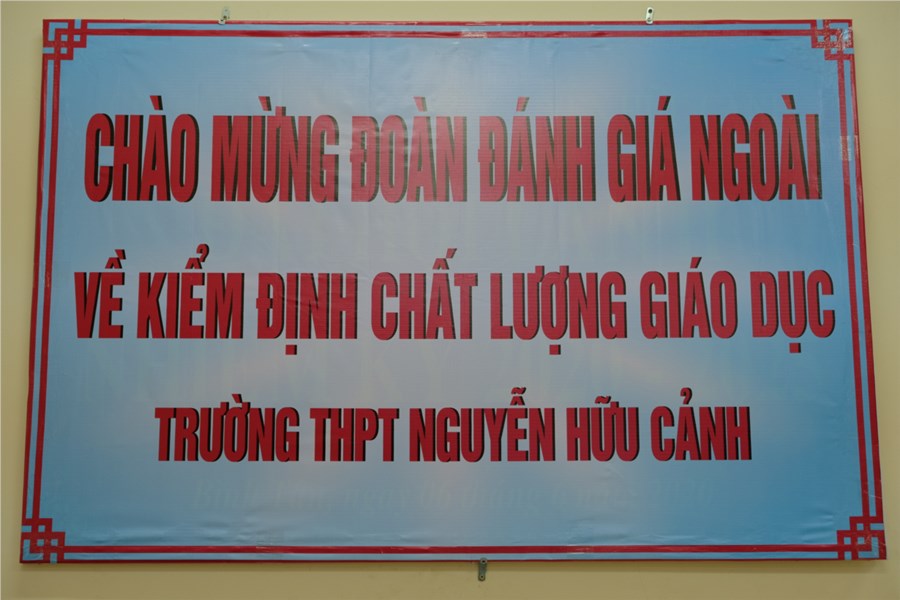 CHÀO MỪNG ĐOÀN ĐÁNH GIÁ NGOÀI
VỀ KIỂM ĐỊNH CHẤT LƯỢNG GIÁO DỤC
TRƯỜNG THPT NGUYỄN HỮU CẢNH